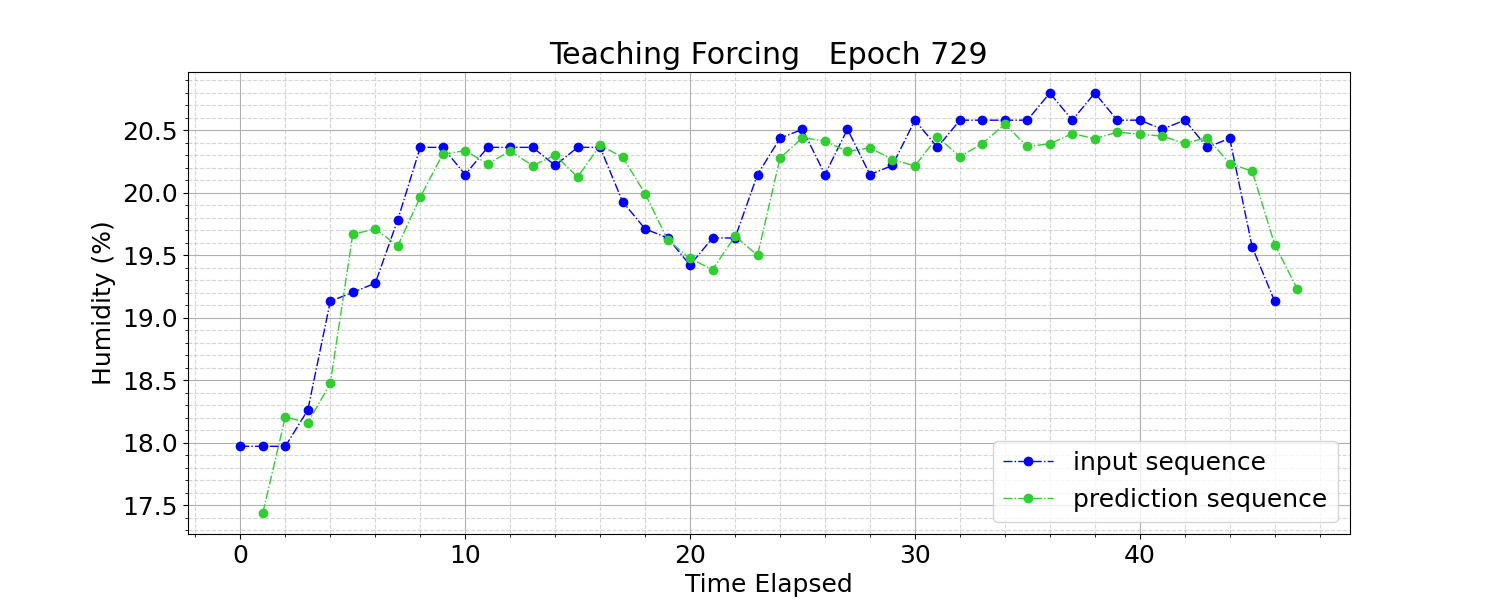 Teaching Forcing   Epoch 729
Humidity (%)
20.5
20.0
19.5
19.0
18.5
18.0
17.5
input sequence
prediction sequence
0 10 20 30 40
Time Elapsed